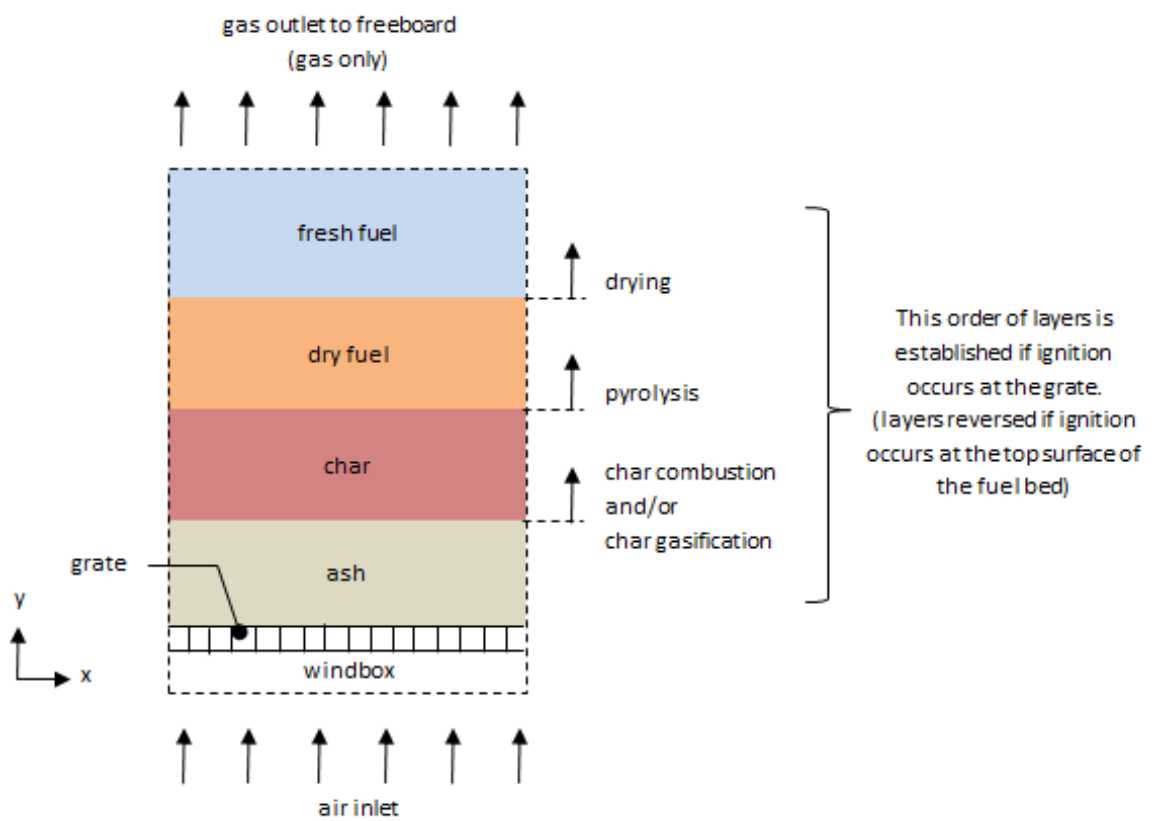 gas outlet to freeboard
(gas only)
fresh fuel
drying
dry fuel
pyrolysis
char
char combustion
and/or
char gasification
ash
grate
windbox
y
x
air inlet
This order of layers is
established if ignition
occurs at the grate.
(layers reversed if ignition
occurs at the top surface of
the fuel bed)